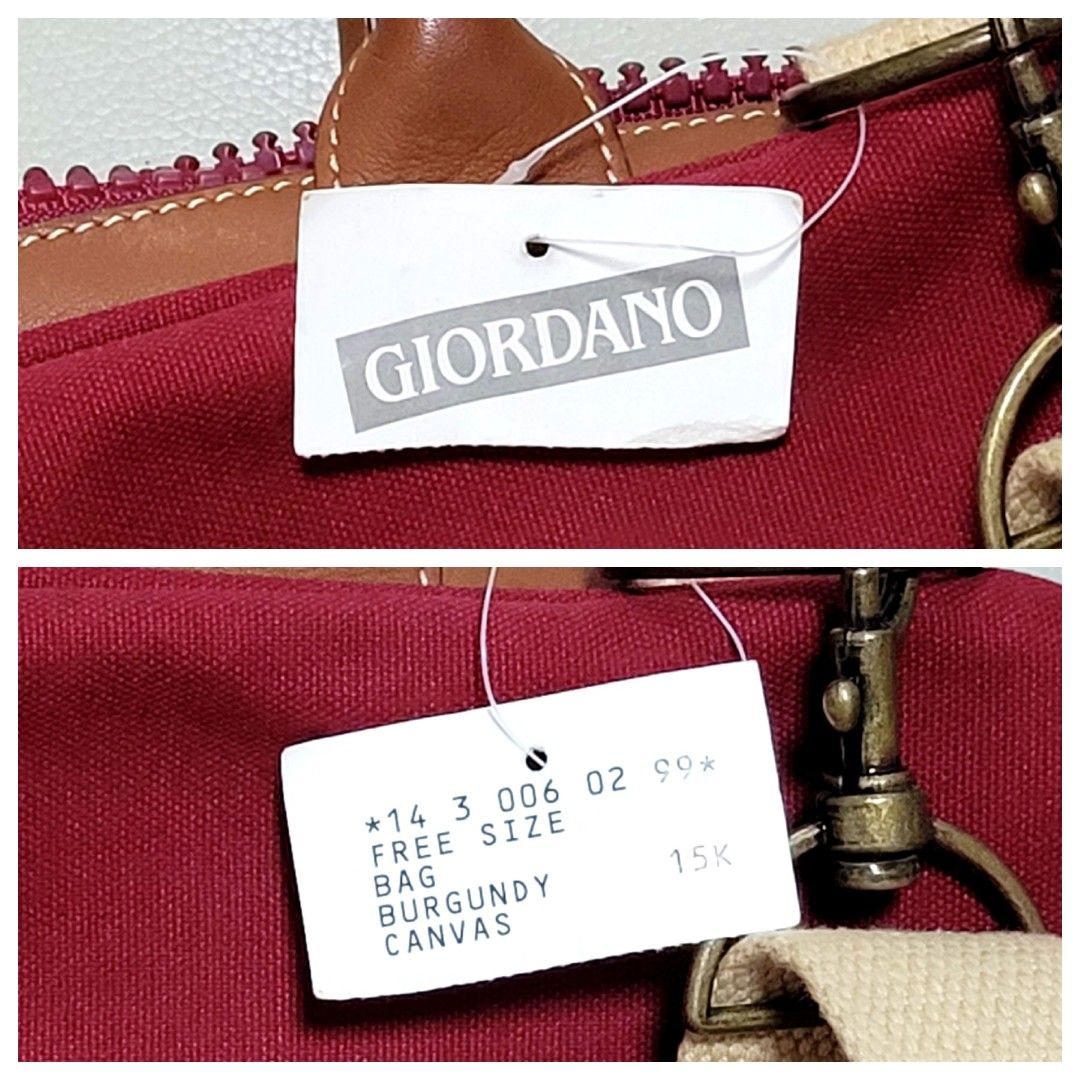 GIORDANO
*14 3 006 02 99*
FREE SIZE
BAG 15K
BURGUNDY
CANVAS